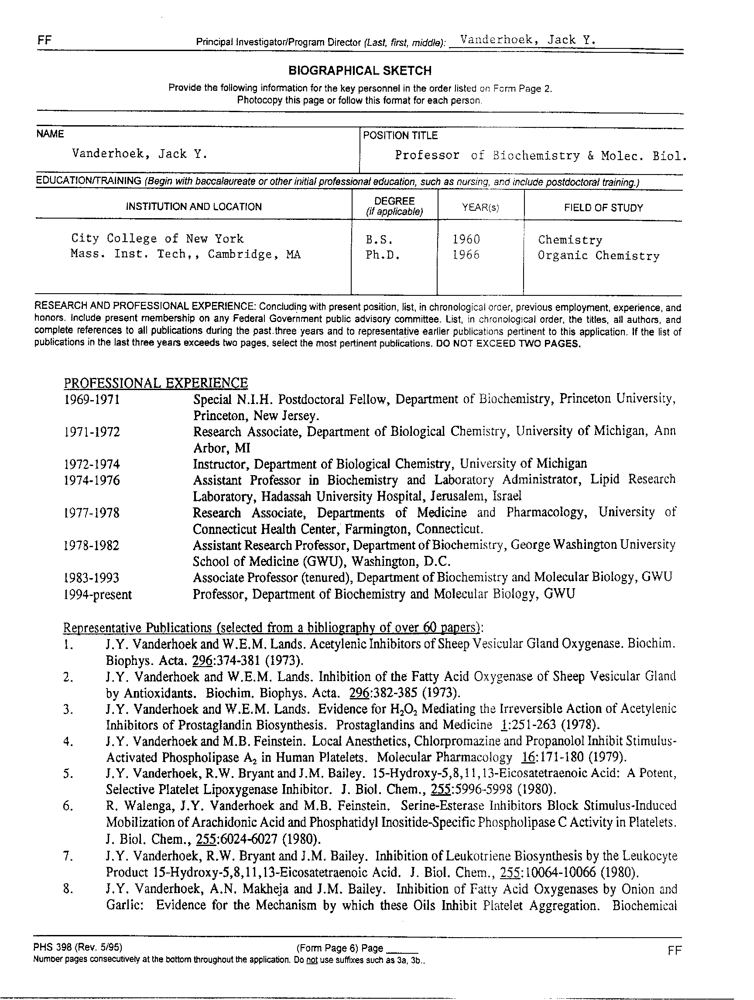 FF Principal Investigator/Program Director (Last, first, middle): Vanderhoek, Jack Y.
BIOGRAPHICAL SKETCH
Provide the following information for the key personnel in the order listed on Form Page 2.
Photocopy this page or follow this format for each person.
NAME POSITION TITLE
Vanderhoek, Jack Y. Professor of Biochemistry & Molec. Biol.
EDUCATION/TRAINING (Begin with baccalaureate or other initial professional education, such as nursing, and include postdoctoral training.)
INSTITUTION AND LOCATION DEGREE (if applicable) YEAR(s) FIELD OF STUDY
City College of New York B.S. 1960 Chemistry
Mass. Inst. Tech,, Cambridge, MA Ph.D. 1966 Organic Chemistry
RESEARCH AND PROFESSIONAL EXPERIENCE: Concluding with present position, list, in chronological order, previous employment, experience, and
honors. Include present membership on any Federal Government public advisory committee. List, in chronological order, the titles, all authors, and
complete references to all publications during the past three years and to representative earlier publications pertinent to this application. If the list of
publications in the last three years exceeds two pages, select the most pertinent publications. DO NOT EXCEED TWO PAGES.
PROFESSIONAL EXPERIENCE
1969-1971 Special N.I.H. Postdoctoral Fellow, Department of Biochemistry, Princeton University,
Princeton, New Jersey.
1971-1972 Research Associate, Department of Biological Chemistry, University of Michigan, Ann
Arbor, MI
1972-1974 Instructor, Department of Biological Chemistry, University of Michigan
1974-1976 Assistant Professor in Biochemistry and Laboratory Administrator, Lipid Research
Laboratory, Hadassah University Hospital, Jerusalem, Israel
1977-1978 Research Associate, Departments of Medicine and Pharmacology, University of
Connecticut Health Center, Farmington, Connecticut.
1978-1982 Assistant Research Professor, Department of Biochemistry, George Washington University
School of Medicine (GWU), Washington, D.C.
1983-1993 Associate Professor (tenured), Department of Biochemistry and Molecular Biology, GWU
1994-present Professor, Department of Biochemistry and Molecular Biology, GWU
Representative Publications (selected from a bibliography of over 60 papers):
1. J.Y. Vanderhoek and W.E.M. Lands. Acetylenic Inhibitors of Sheep Vesicular Gland Oxygenase. Biochim.
Biophys. Acta. 296:374-381 (1973).
2. J.Y. Vanderhoek and W.E.M. Lands. Inhibition of the Fatty Acid Oxygenase of Sheep Vesicular Gland
by Antioxidants. Biochim. Biophys. Acta. 296:382-385 (1973).
3. J.Y. Vanderhoek and W.E.M. Lands. Evidence for H2O2 Mediating the Irreversible Action of Acetylenic
Inhibitors of Prostaglandin Biosynthesis. Prostaglandins and Medicine 1:251-263 (1978).
4. J.Y. Vanderhoek and M.B. Feinstein. Local Anesthetics, Chlorpromazine and Propanolol Inhibit Stimulus-
Activated Phospholipase A2 in Human Platelets. Molecular Pharmacology 16:171-180 (1979).
5. J.Y. Vanderhoek, R.W. Bryant and J.M. Bailey. 15-Hydroxy-5,8,11,13-Eicosatetraenoic Acid: A Potent,
Selective Platelet Lipoxygenase Inhibitor. J. Biol. Chem., 255:5996-5998 (1980).
6. R. Walenga, J.Y. Vanderhoek and M.B. Feinstein. Serine-Esterase Inhibitors Block Stimulus-Induced
Mobilization of Arachidonic Acid and Phosphatidyl Inositide-Specific Phospholipase C Activity in Platelets.
J. Biol. Chem., 255:6024-6027 (1980).
7. J.Y. Vanderhoek, R.W. Bryant and J.M. Bailey. Inhibition of Leukotriene Biosynthesis by the Leukocyte
Product 15-Hydroxy-5,8,11,13-Eicosatetraenoic Acid. J. Biol. Chem., 255:10064-10066 (1980).
8. J.Y. Vanderhoek, A.N. Makheja and J.M. Bailey. Inhibition of Fatty Acid Oxygenases by Onion and
Garlic: Evidence for the Mechanism by which these Oils Inhibit Platelet Aggregation. Biochemical
PHS 398 (Rev. 5/95) (Form Page 6) Page ______ FF
Number pages consecutively at the bottom throughout the application. Do not use suffixes such as 3a, 3b..